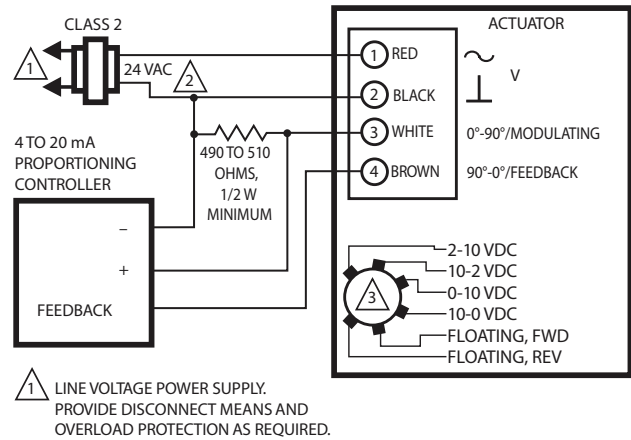 CLASS 2
ACTUATOR
1
24 VAC
2
1 RED
2 BLACK
V
3 WHITE
0°-90°/MODULATING
4 BROWN
90°-0°/FEEDBACK
490 TO 510
OHMS,
1/2 W
MINIMUM
4 TO 20 mA
PROPORTIONING
CONTROLLER
–
+
FEEDBACK
3
2-10 VDC
10-2 VDC
0-10 VDC
10-0 VDC
FLOATING, FWD
FLOATING, REV
1 LINE VOLTAGE POWER SUPPLY.
PROVIDE DISCONNECT MEANS AND
OVERLOAD PROTECTION AS REQUIRED.